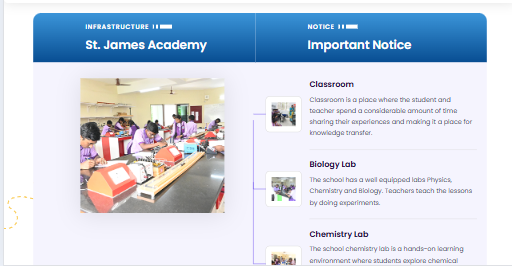 INFRASTRUCTURE
St. James Academy
NOTICE
Important Notice
Classroom
Classroom is a place where the student and
teacher spend a considerable amount of time
sharing their experiences and making it a place for
knowledge transfer.
Biology Lab
The school has a well equipped labs Physics,
Chemistry and Biology. Teachers teach the lessons
by doing experiments.
Chemistry Lab
The school chemistry lab is a hands-on learning
environment where students explore chemical